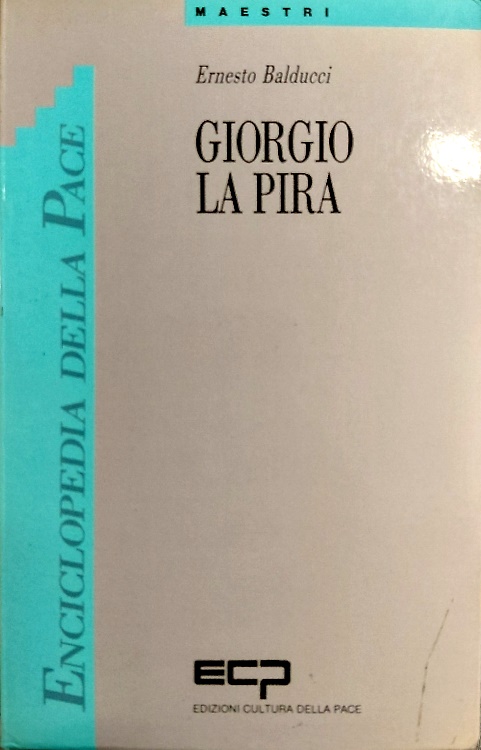 MAESTRI
Ernesto Balducci
GIORGIO
LA PIRA
ENCICLOPEDIA DELLA PACE
ECP
EDIZIONI CULTURA DELLA PACE